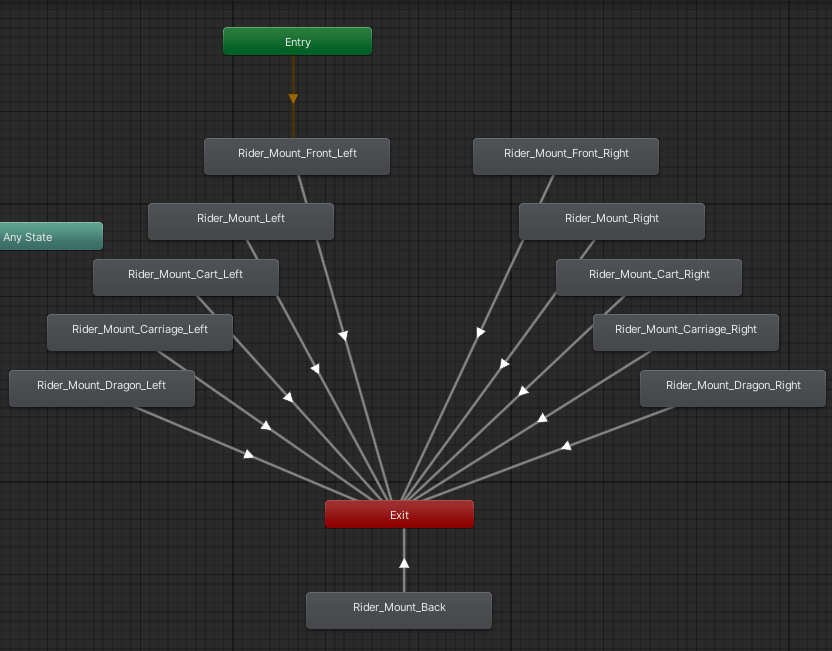 Entry
Rider_Mount_Front_Left
Rider_Mount_Front_Right
Rider_Mount_Left
Rider_Mount_Right
Any State
Rider_Mount_Cart_Left
Rider_Mount_Cart_Right
Rider_Mount_Carriage_Left
Rider_Mount_Carriage_Right
Rider_Mount_Dragon_Left
Rider_Mount_Dragon_Right
Exit
Rider_Mount_Back